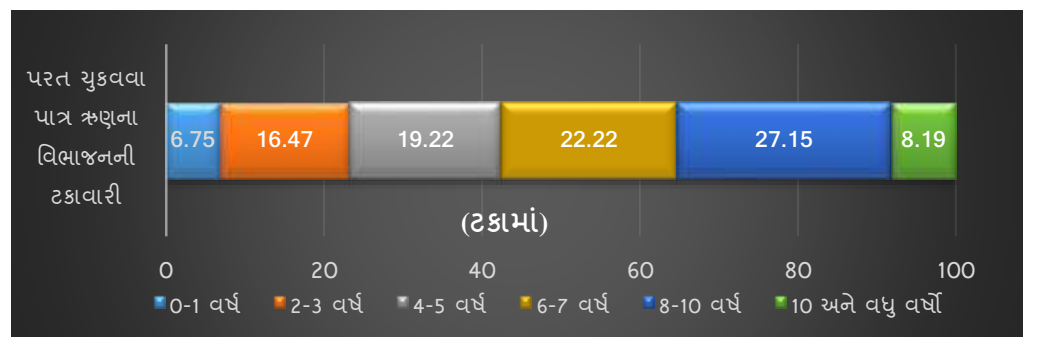 પરત ચુકવવા
પાત્ર ઋણના
વિભાજનની
ટકાવારી
6.75 16.47 19.22 22.22 27.15 8.19
(ટકામાં)
0 20 40 60 80 100
0-1 વર્ષ 2-3 વર્ષ 4-5 વર્ષ 6-7 વર્ષ 8-10 વર્ષ 10 અને વધુ વર્ષો